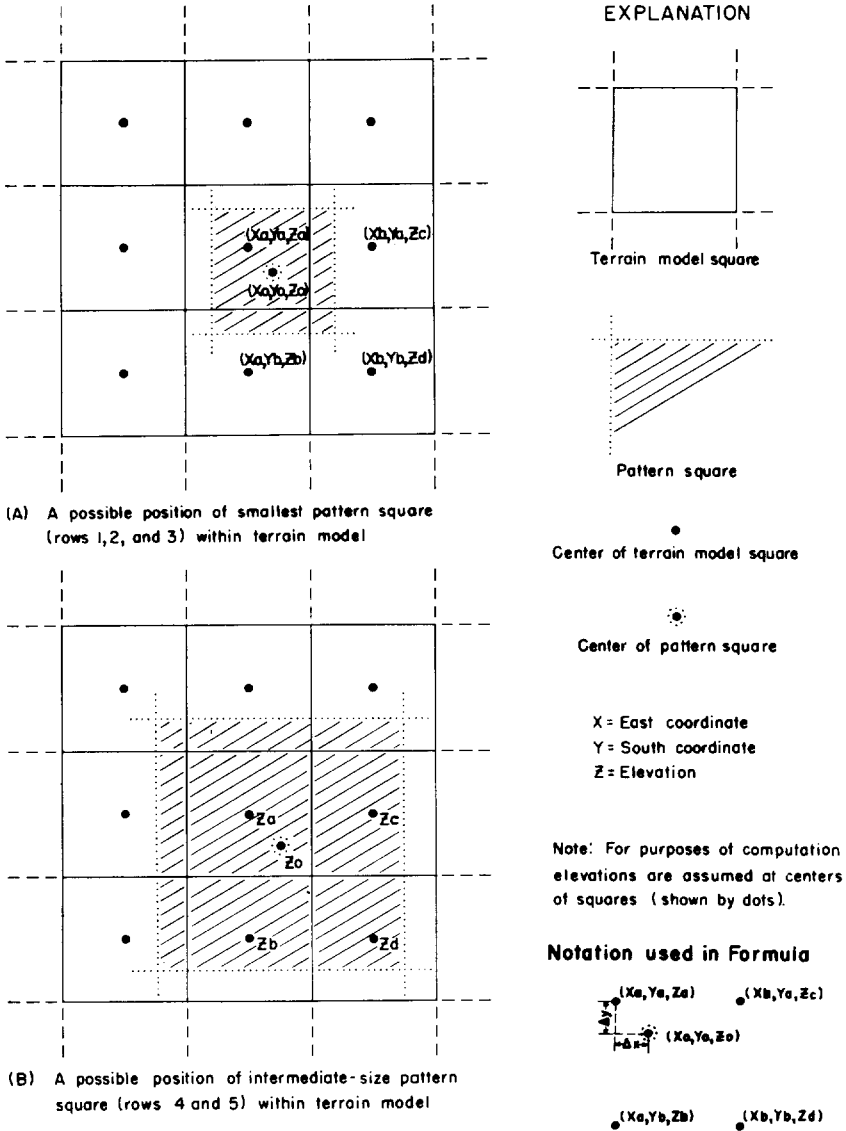 (Xa,Ya,Za)
(Xb,Ya,Zc)
(Xo,Yo,Zo)
(Xa,Yb,Zb)
(Xb,Yb,Zd)
(A) A possible position of smallest pattern square
(rows 1,2, and 3) within terrain model
Za
Zc
Zo
Zb
Zd
(B) A possible position of intermediate-size pattern
square (rows 4 and 5) within terrain model
EXPLANATION
Terrain model square
Pattern square
Center of terrain model square
Center of pattern square
X = East coordinate
Y = South coordinate
Z = Elevation
Note: For purposes of computation
elevations are assumed at centers
of squares (shown by dots).
Notation used in Formula
(Xa,Ya,Za)
(Xb,Ya,Zc)
Δy
Δx
(Xo,Yo,Zo)
(Xa,Yb,Zb)
(Xb,Yb,Zd)